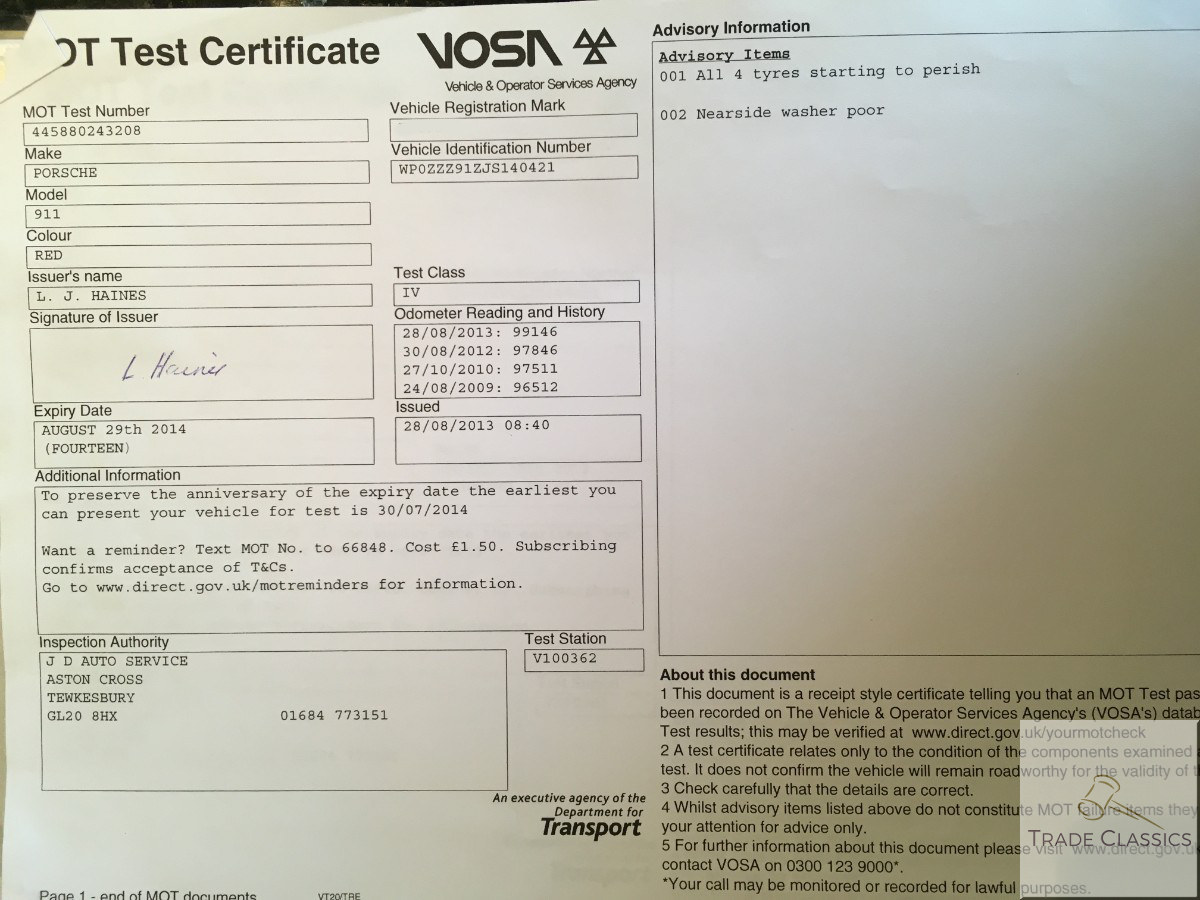 OT Test Certificate
VOSA
Vehicle & Operator Services Agency
MOT Test Number
445880243208
Make
PORSCHE
Model
911
Colour
RED
Issuer's name
L. J. HAINES
Signature of Issuer
L Haines
Expiry Date
AUGUST 29th 2014
(FOURTEEN)
Vehicle Registration Mark
Vehicle Identification Number
WP0ZZZ91ZJS140421
Test Class
IV
Odometer Reading and History
28/08/2013: 99146
30/08/2012: 97846
27/10/2010: 97511
24/08/2009: 96512
Issued
28/08/2013 08:40
Additional Information
To preserve the anniversary of the expiry date the earliest you
can present your vehicle for test is 30/07/2014
Want a reminder? Text MOT No. to 66848. Cost £1.50. Subscribing
confirms acceptance of T&Cs.
Go to www.direct.gov.uk/motreminders for information.
Inspection Authority
J D AUTO SERVICE
ASTON CROSS
TEWKESBURY
GL20 8HX 01684 773151
Test Station
V100362
An executive agency of the
Department for
Transport
Page 1 - end of MOT documents VT20/TRE
Advisory Information
Advisory Items
001 All 4 tyres starting to perish
002 Nearside washer poor
About this document
1 This document is a receipt style certificate telling you that an MOT Test pas
been recorded on The Vehicle & Operator Services Agency's (VOSA's) datab
Test results; this may be verified at www.direct.gov.uk/yourmotcheck
2 A test certificate relates only to the condition of the components examined a
test. It does not confirm the vehicle will remain roadworthy for the validity of t
3 Check carefully that the details are correct.
4 Whilst advisory items listed above do not constitute MOT failure items they
your attention for advice only.
5 For further information about this document please visit www.direct.gov.u
contact VOSA on 0300 123 9000*.
*Your call may be monitored or recorded for lawful purposes.
TRADE CLASSICS